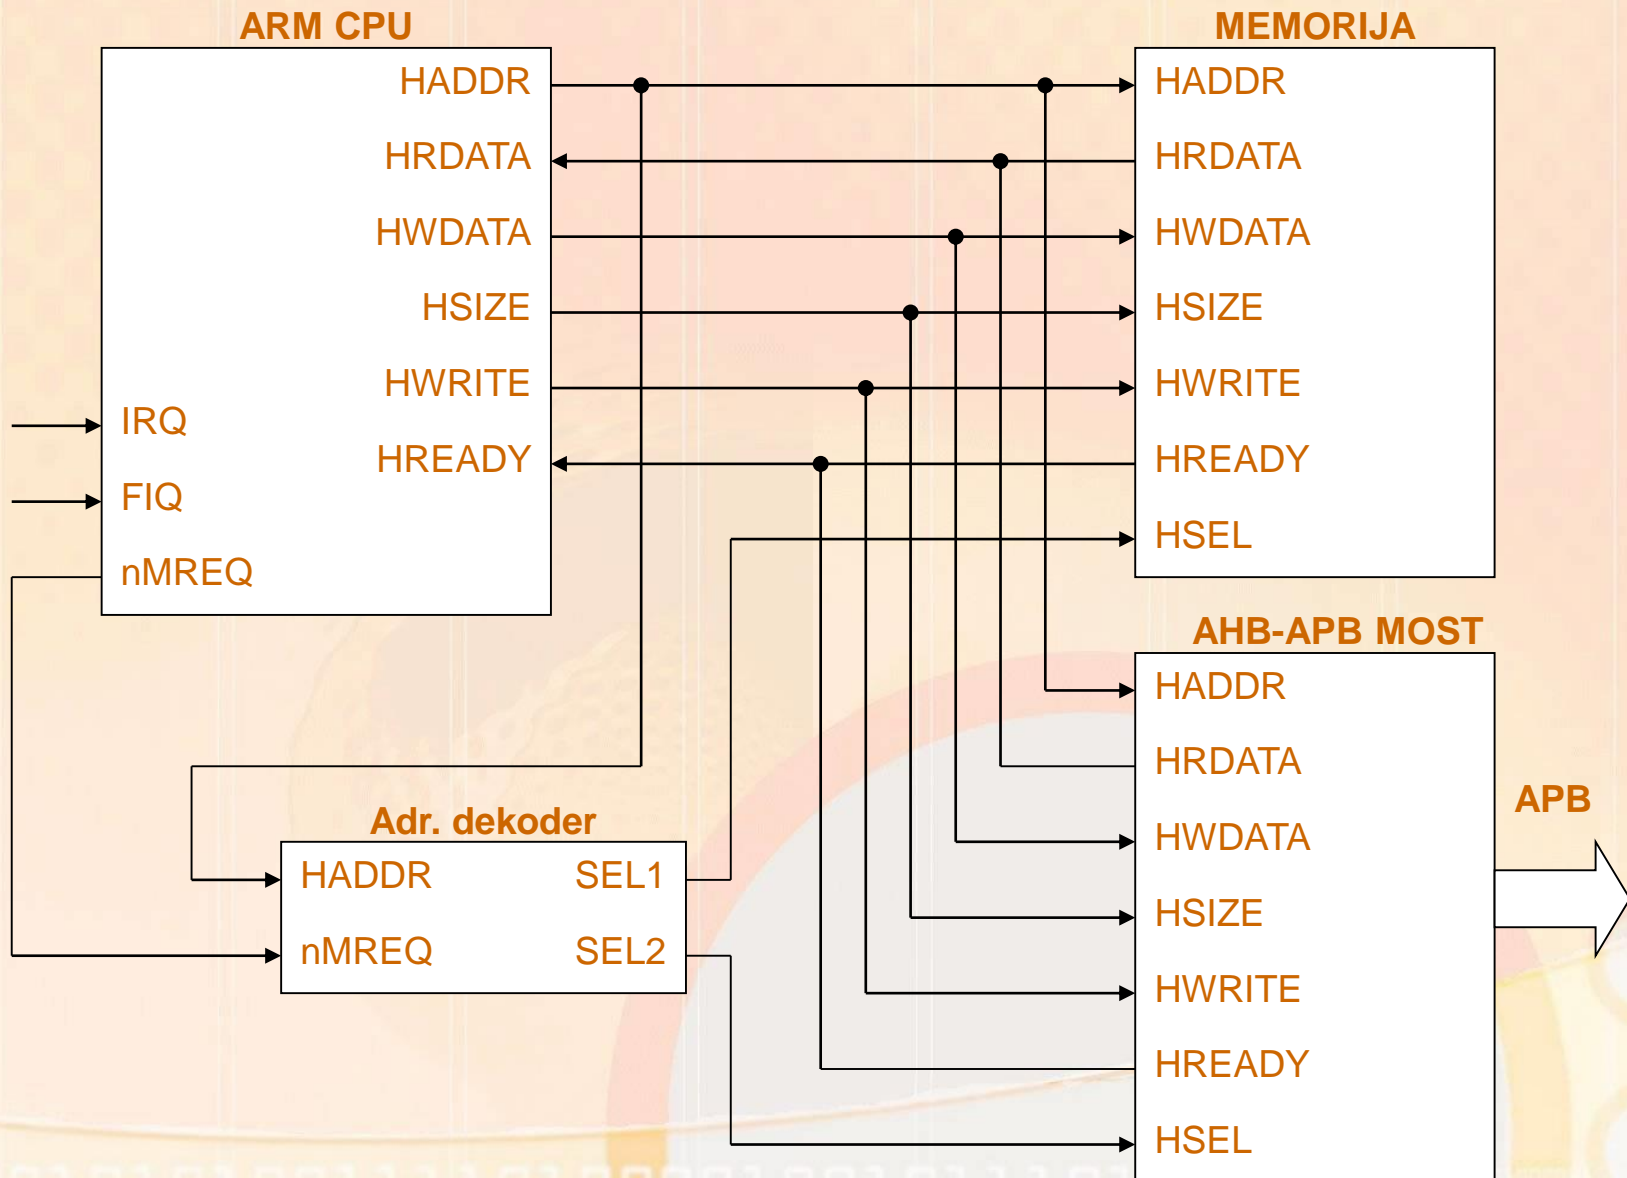 ARM CPU
HADDR
HRDATA
HWDATA
HSIZE
HWRITE
HREADY
IRQ
FIQ
nMREQ
MEMORIJA
HADDR
HRDATA
HWDATA
HSIZE
HWRITE
HREADY
HSEL
Adr. dekoder
HADDR SEL1
nMREQ SEL2
AHB-APB MOST
HADDR
HRDATA
HWDATA
HSIZE
HWRITE
HREADY
HSEL
APB